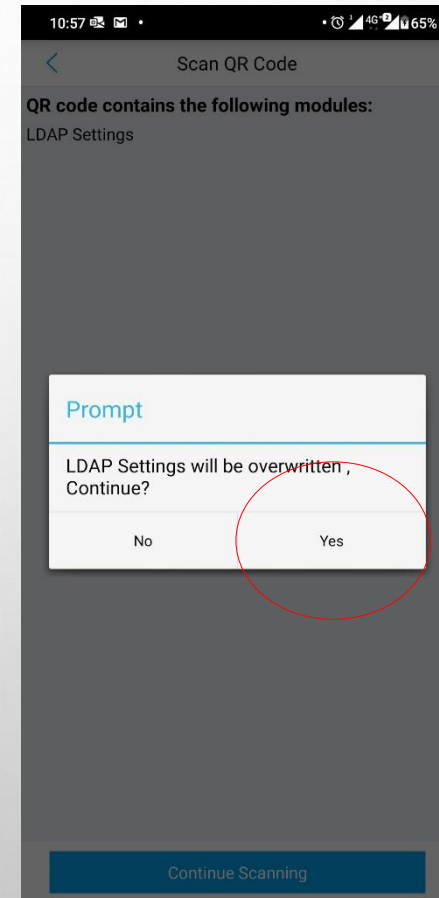 10:57
4G+ 2 65%
Scan QR Code
QR code contains the following modules:
LDAP Settings
Prompt
LDAP Settings will be overwritten ,
Continue?
No Yes
Continue Scanning